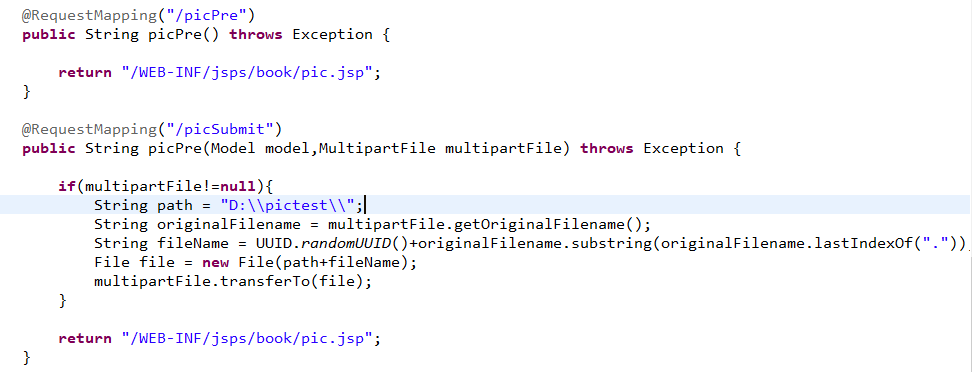 @RequestMapping("/picPre")
public String picPre() throws Exception {
return "/WEB-INF/jsps/book/pic.jsp";
}
@RequestMapping("/picSubmit")
public String picPre(Model model,MultipartFile multipartFile) throws Exception {
if(multipartFile!=null){
String path = "D:\\pictest\\";
String originalFilename = multipartFile.getOriginalFilename();
String fileName = UUID.randomUUID()+originalFilename.substring(originalFilename.lastIndexOf("."));
File file = new File(path+fileName);
multipartFile.transferTo(file);
}
return "/WEB-INF/jsps/book/pic.jsp";
}